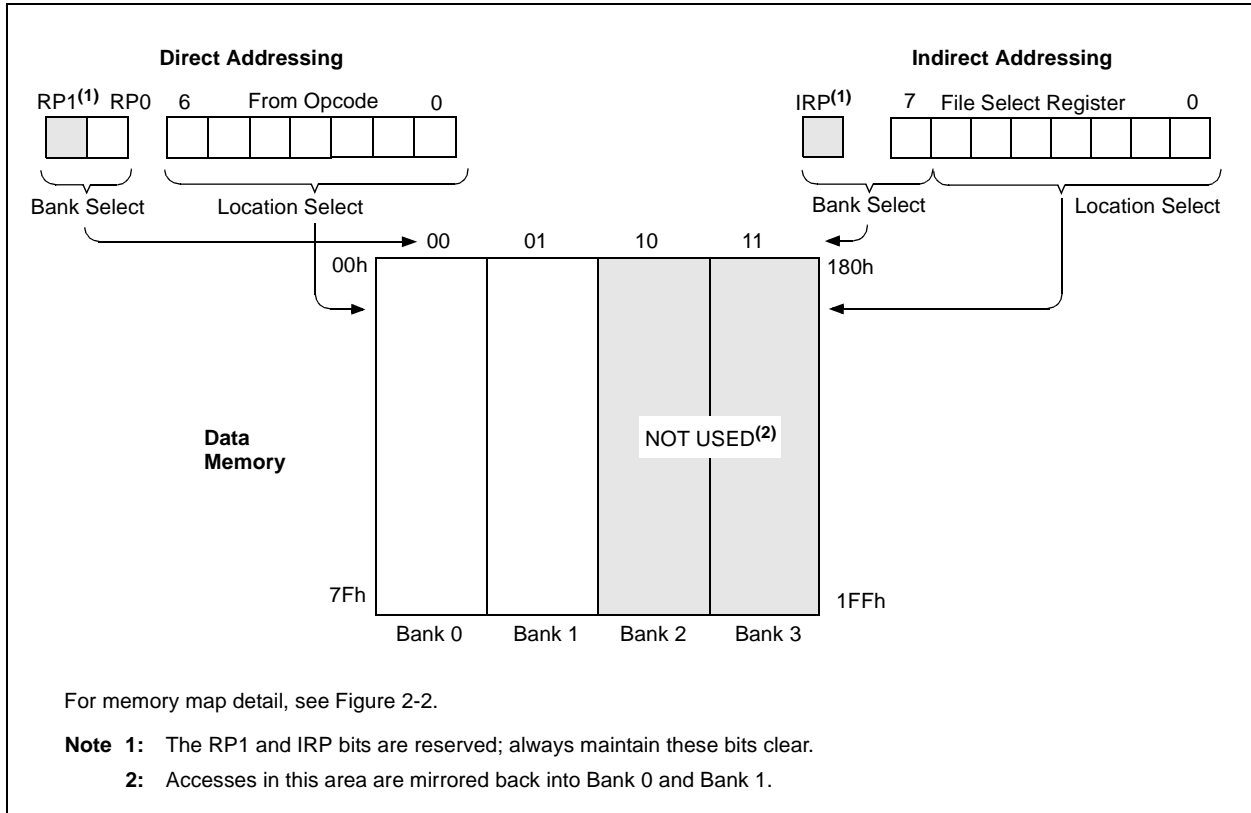 Direct Addressing Indirect Addressing
RP1(1) RP0 6 From Opcode 0 IRP(1) 7 File Select Register 0
Bank Select Location Select Bank Select Location Select
00 01 10 11
00h 180h
Data
Memory
NOT USED(2)
7Fh 1FFh
Bank 0 Bank 1 Bank 2 Bank 3
For memory map detail, see Figure 2-2.
Note 1: The RP1 and IRP bits are reserved; always maintain these bits clear.
2: Accesses in this area are mirrored back into Bank 0 and Bank 1.